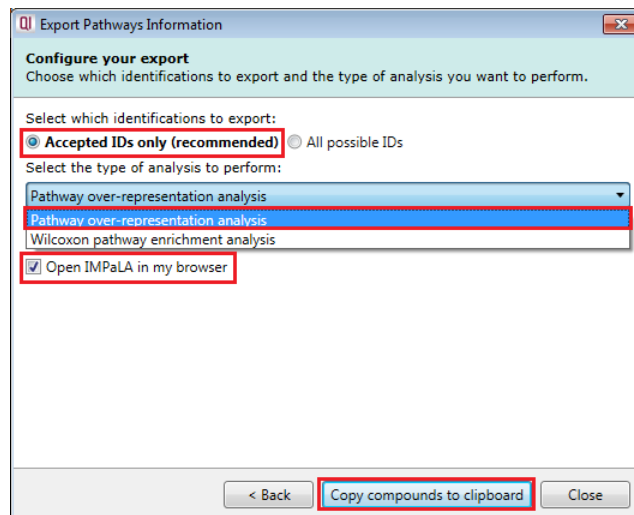 QI Export Pathways Information
Configure your export
Choose which identifications to export and the type of analysis you want to perform.
Select which identifications to export:
Accepted IDs only (recommended) All possible IDs
Select the type of analysis to perform:
Pathway over-representation analysis
Pathway over-representation analysis
Wilcoxon pathway enrichment analysis
Open IMPaLA in my browser
< Back Copy compounds to clipboard Close